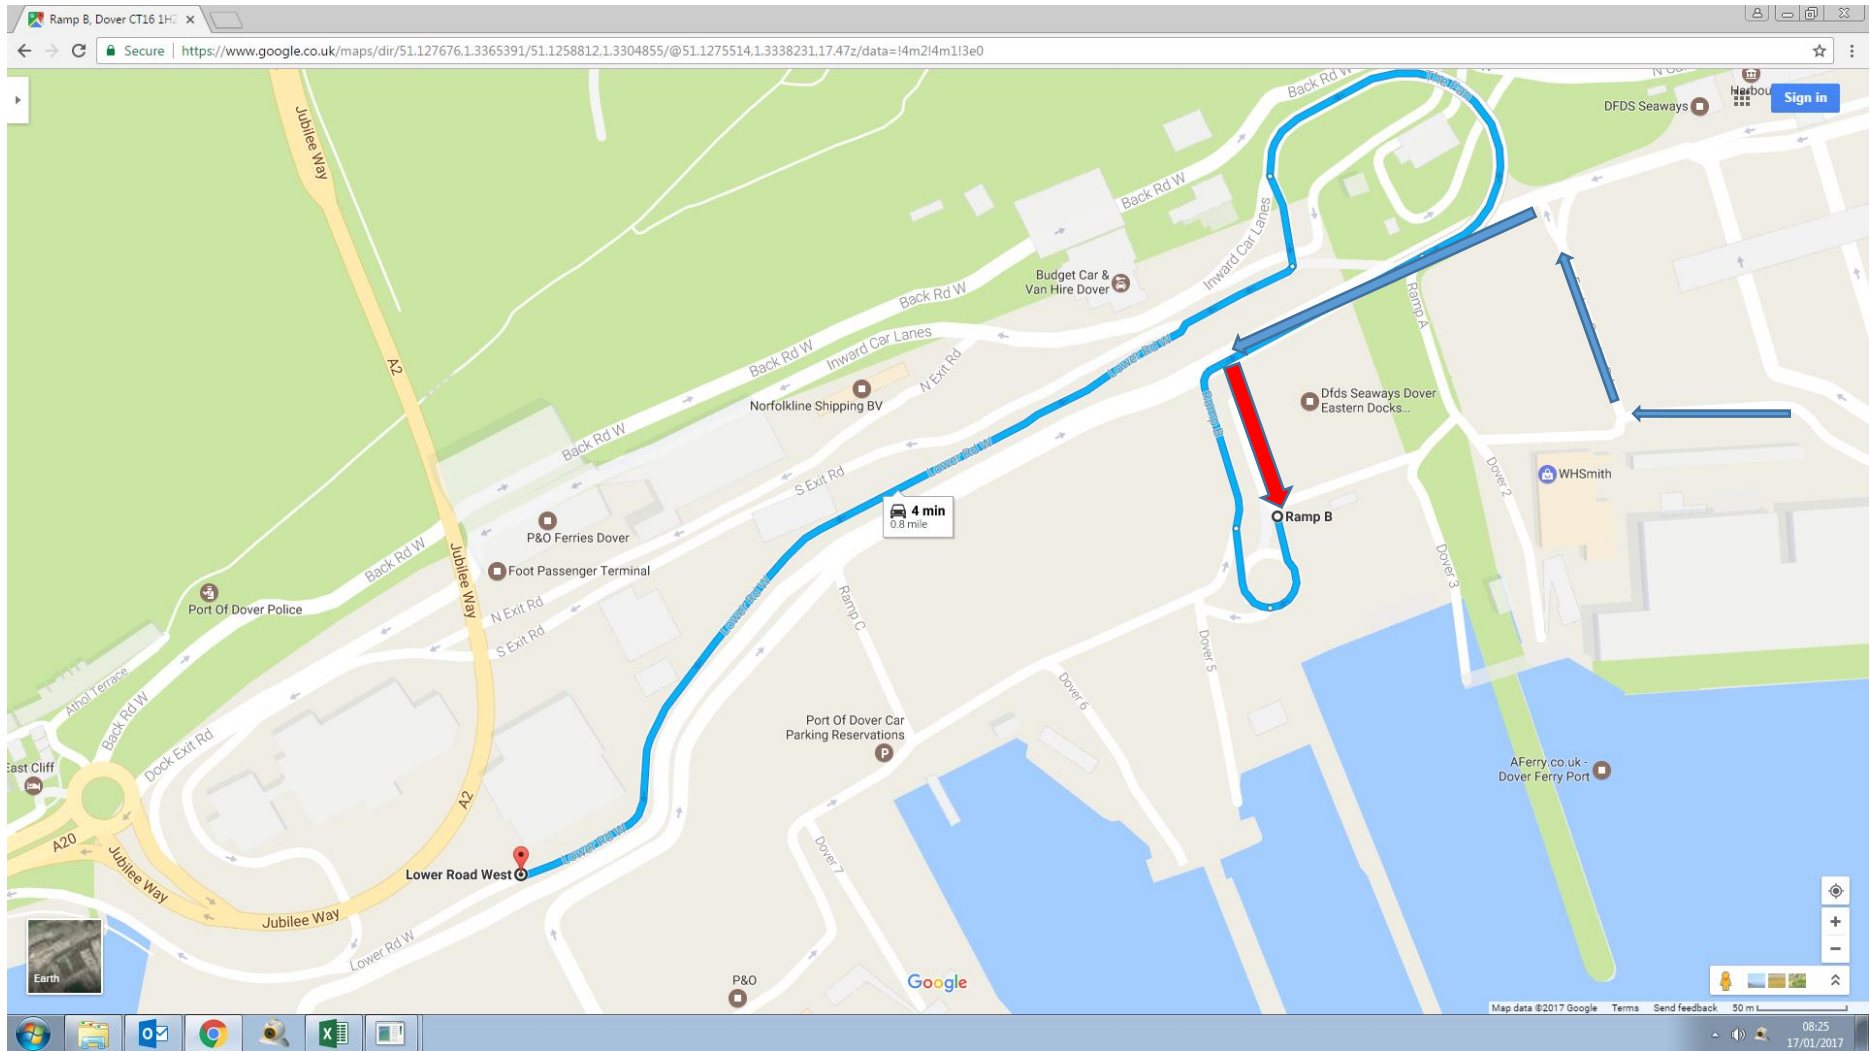 Ramp B, Dover CT16 1HZ
Secure | https://www.google.co.uk/maps/dir/51.127676,1.3365391/51.1258812,1.3304855/@51.1275514,1.3338231,17.47z/data=!4m2!4m1!3e0
Jubilee Way
Back Rd W
The Fan
DFDS Seaways
Harbou
Sign in
Back Rd W
Budget Car &
Van Hire Dover
Inward Car Lanes
Ramp A
Back Rd W
Inward Car Lanes
Back Rd W
N Exit Rd
Lower Rd W
A2
Norfolkline Shipping BV
Ramp B
Dfds Seaways Dover
Eastern Docks...
Back Rd W
S Exit Rd
Lower Rd W
WHSmith
Dover 2
4 min
0.8 mile
Ramp B
P&O Ferries Dover
Foot Passenger Terminal
Back Rd W
Jubilee Way
Port Of Dover Police
N Exit Rd
S Exit Rd
Lower Rd W
Ramp C
Dover 3
Dover 5
Dover 6
Athol Terrace
Back Rd W
Dock Exit Rd
Port Of Dover Car
Parking Reservations
East Cliff
AFerry.co.uk -
Dover Ferry Port
A2
A20
Jubilee Way
Lower Rd W
Dover 7
Lower Road West
Jubilee Way
Lower Rd W
Earth
P&O
Google
Map data ©2017 Google Terms Send feedback 50 m
08:25
17/01/2017